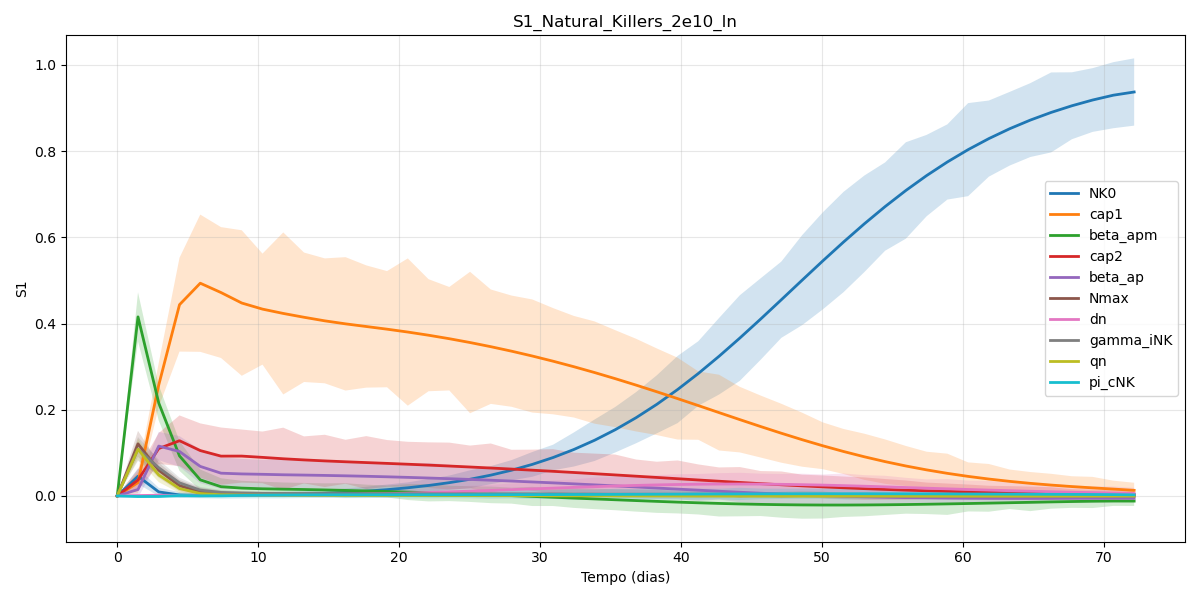 S1_Natural_Killers_2e10_ln
1.0
0.8
0.6
0.4
0.2
0.0
S1
NK0
cap1
beta_apm
cap2
beta_ap
Nmax
dn
gamma_iNK
qn
pi_cNK
0 10 20 30 40 50 60 70
Tempo (dias)